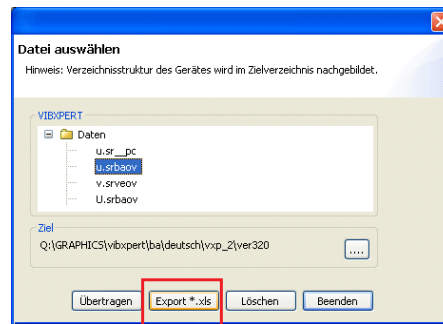 Datei auswählen
Hinweis: Verzeichnisstruktur des Gerätes wird im Zielverzeichnis nachgebildet.
VIBXPERT
Daten
u.sr__pc
u.srbaov
v.srveov
U.srbaov
Ziel
Q:\GRAPHICS\vibxpert\ba\deutsch\vxp_2\ver320
....
Übertragen Export *.xls Löschen Beenden